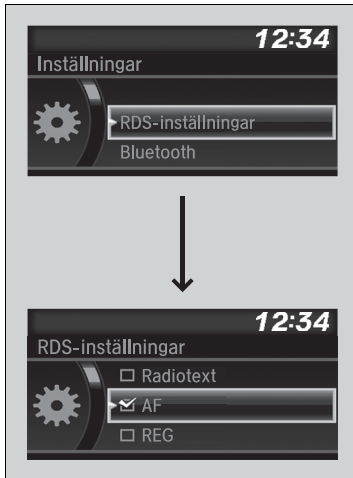 12:34
Inställningar
RDS-inställningar
Bluetooth
12:34
RDS-inställningar
Radiotext
AF
REG